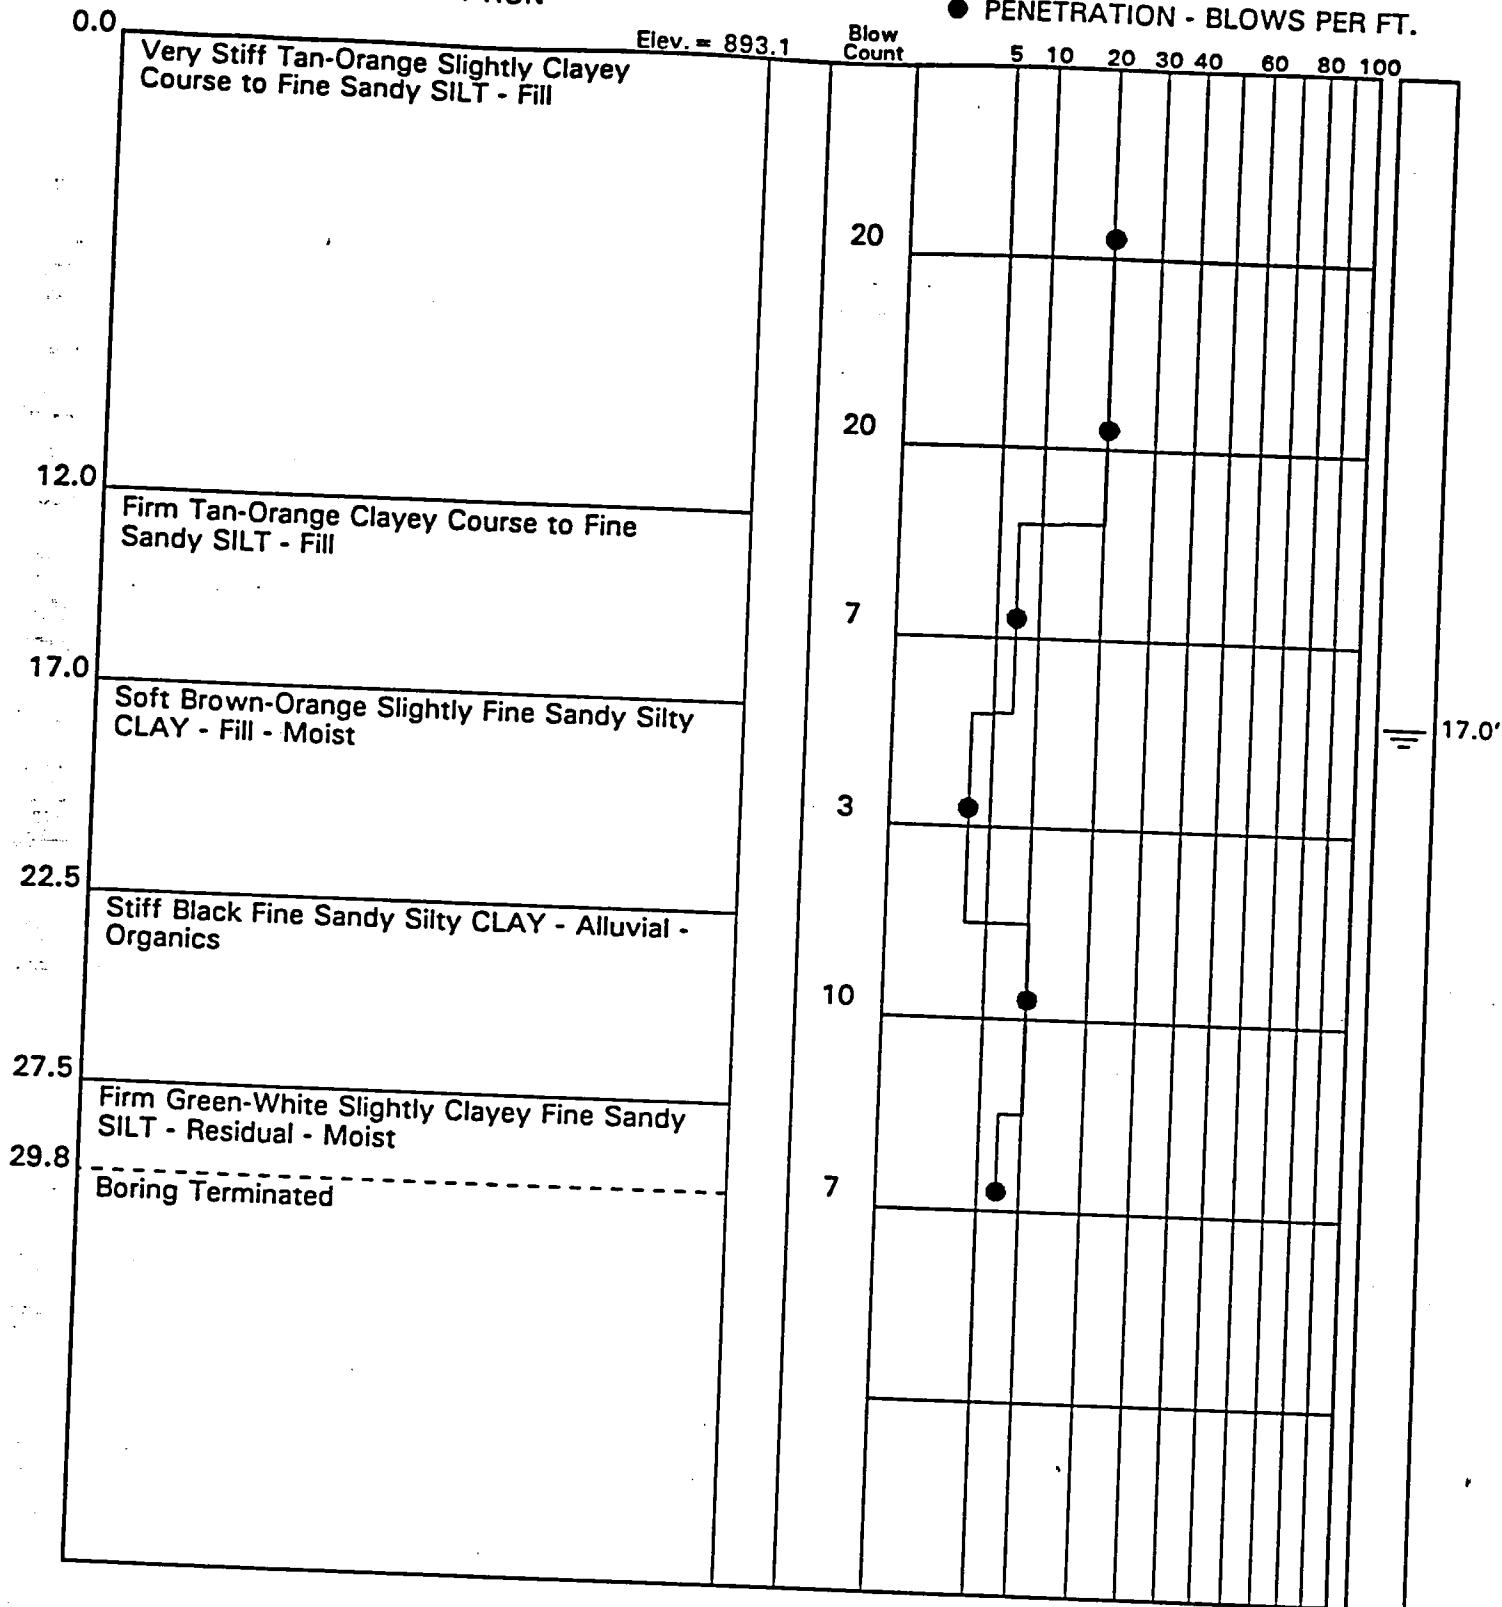 PENETRATION - BLOWS PER FT.
0.0
Elev. = 893.1
Blow
Count
5 10 20 30 40 60 80 100
Very Stiff Tan-Orange Slightly Clayey
Course to Fine Sandy SILT - Fill
20
20
12.0
Firm Tan-Orange Clayey Course to Fine
Sandy SILT - Fill
7
17.0
Soft Brown-Orange Slightly Fine Sandy Silty
CLAY - Fill - Moist
17.0'
3
22.5
Stiff Black Fine Sandy Silty CLAY - Alluvial -
Organics
10
27.5
Firm Green-White Slightly Clayey Fine Sandy
SILT - Residual - Moist
29.8
Boring Terminated
7